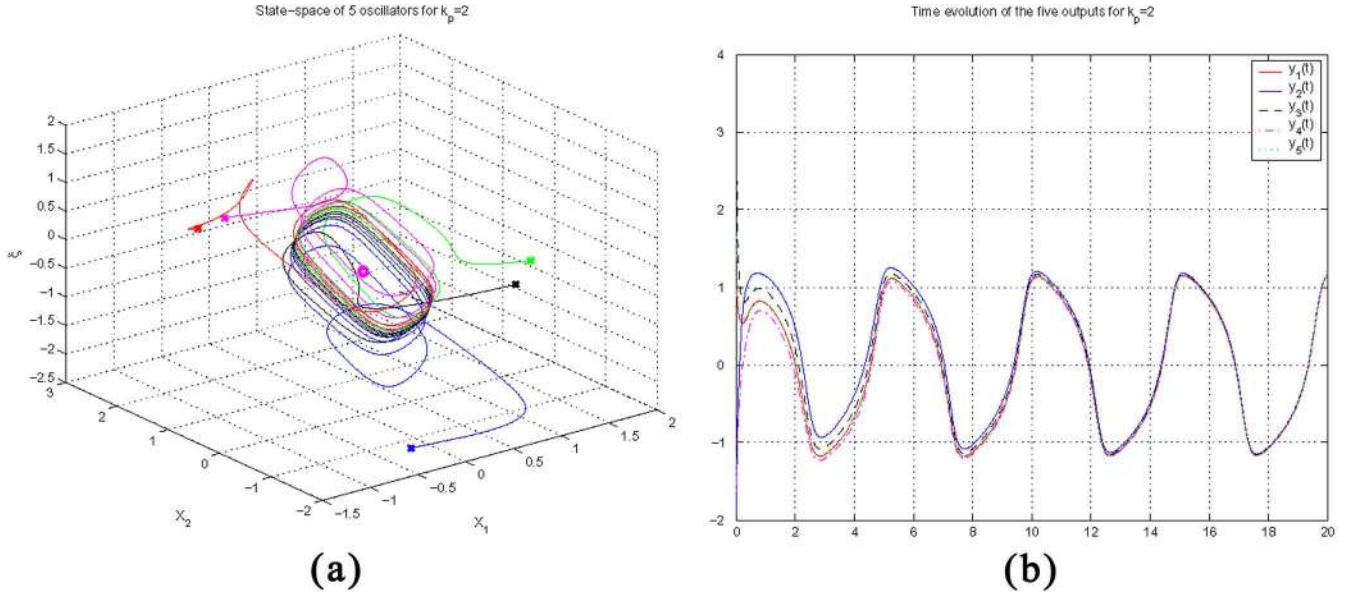 State-space of 5 oscillators for k_p=2
2
1.5
1
0.5
0
−0.5
−1
−1.5
−2
−2.5
ξ
3
2
1
0
−1
−2
X_2
−1.5
−1
−0.5
0
0.5
1
1.5
2
X_1
(a)
Time evolution of the five outputs for k_p=2
4
3
2
1
0
−1
−2
0 2 4 6 8 10 12 14 16 18 20
y_1(t)
y_2(t)
y_3(t)
y_4(t)
y_5(t)
(b)